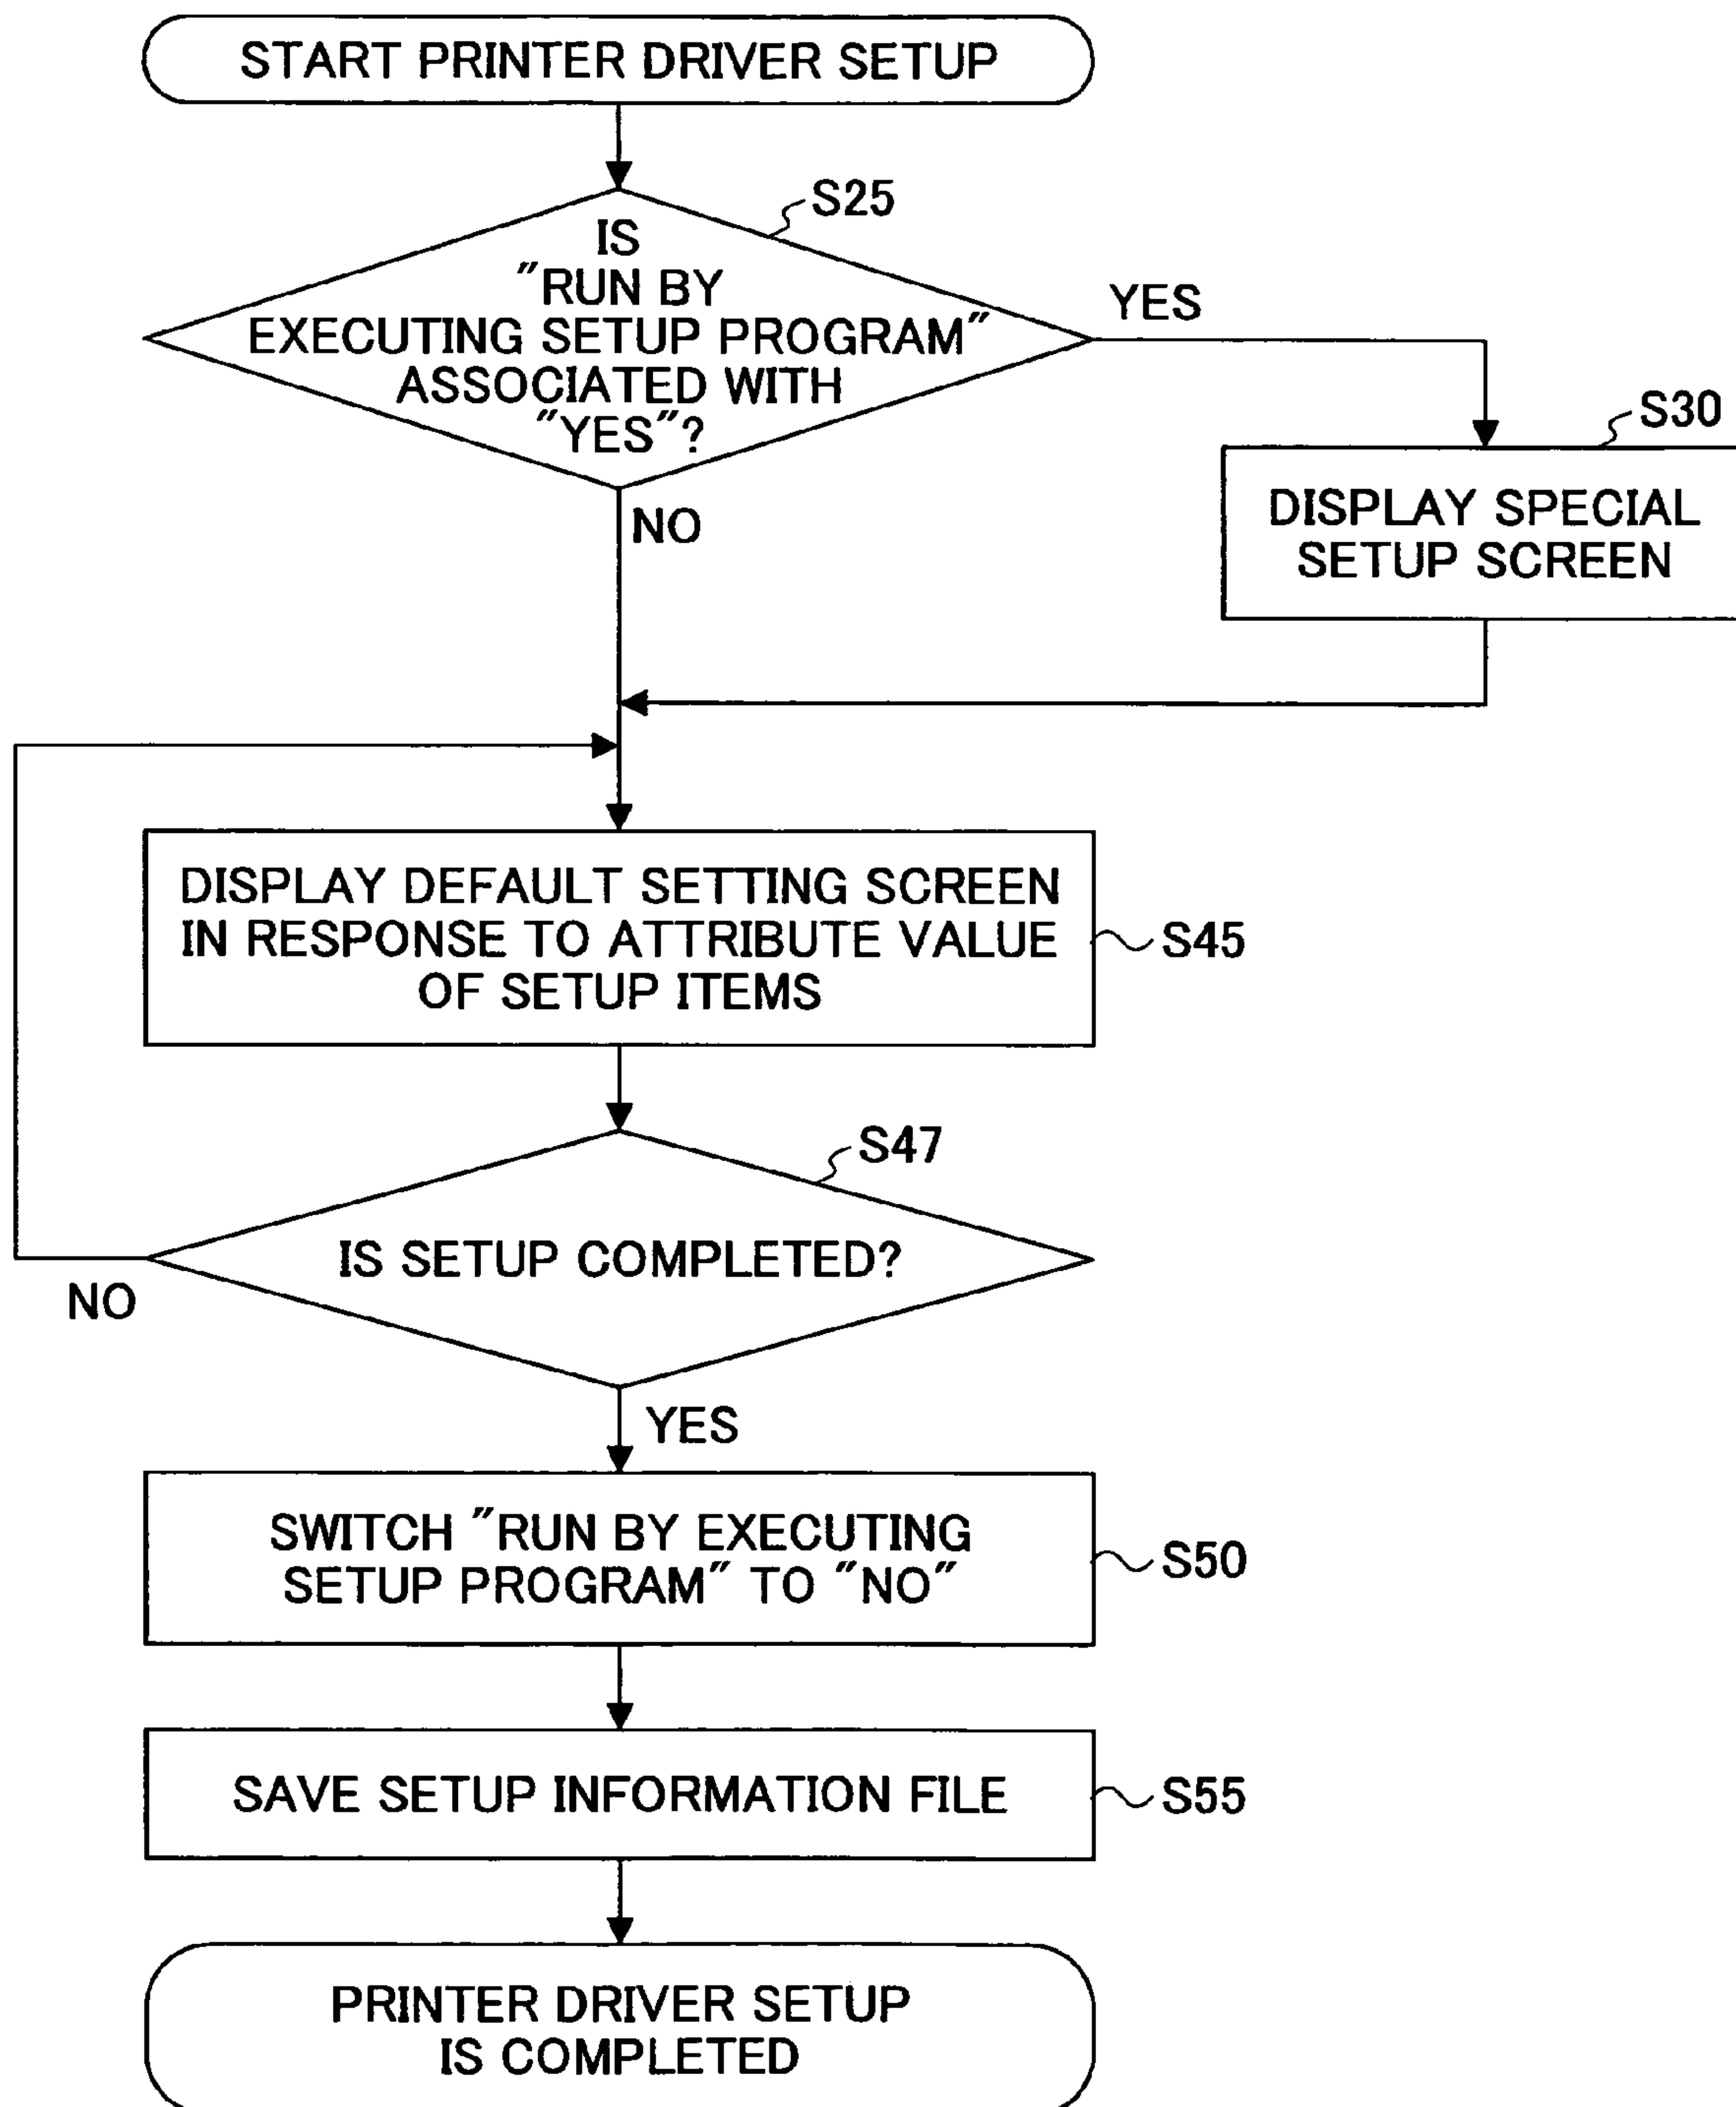 START PRINTER DRIVER SETUP
S25
IS
"RUN BY
EXECUTING SETUP PROGRAM"
ASSOCIATED WITH
"YES"?
YES
NO
S30
DISPLAY SPECIAL
SETUP SCREEN
DISPLAY DEFAULT SETTING SCREEN
IN RESPONSE TO ATTRIBUTE VALUE
OF SETUP ITEMS
S45
S47
IS SETUP COMPLETED?
NO
YES
SWITCH "RUN BY EXECUTING
SETUP PROGRAM" TO "NO"
S50
SAVE SETUP INFORMATION FILE
S55
PRINTER DRIVER SETUP
IS COMPLETED